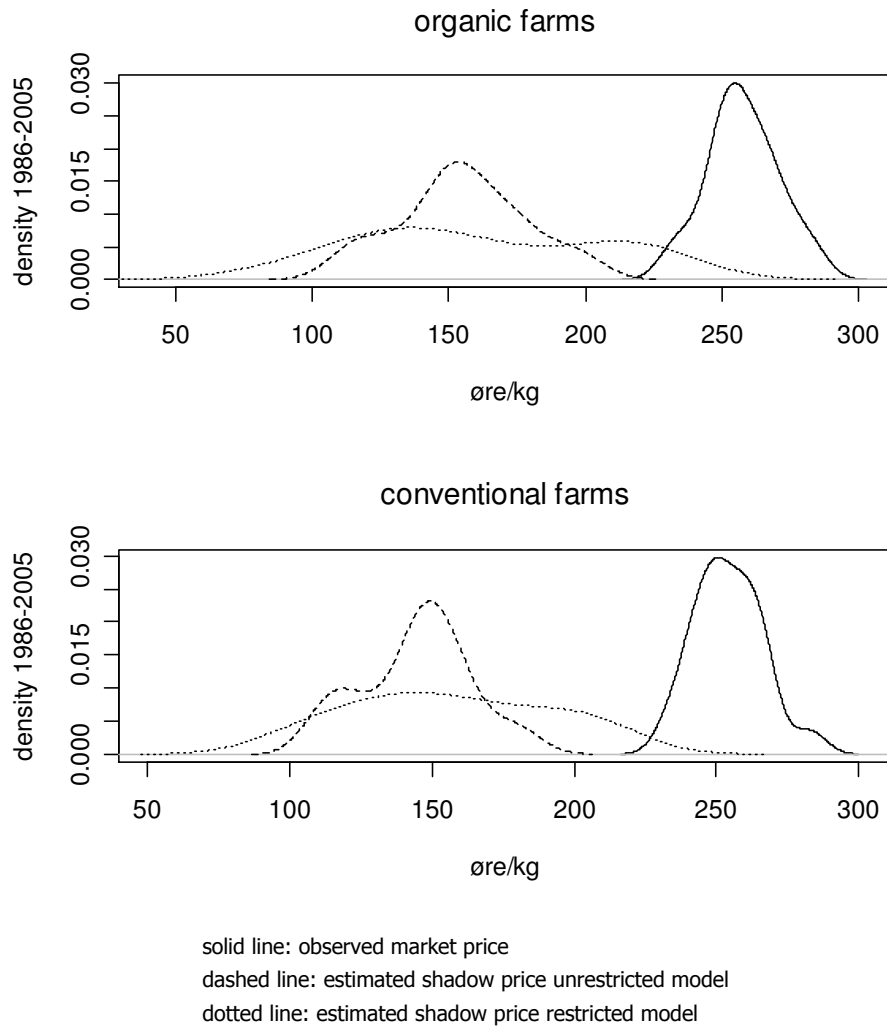 organic farms
density 1986-2005
0.030
0.015
0.000
50 100 150 200 250 300
øre/kg
conventional farms
density 1986-2005
0.030
0.015
0.000
50 100 150 200 250 300
øre/kg
solid line: observed market price
dashed line: estimated shadow price unrestricted model
dotted line: estimated shadow price restricted model